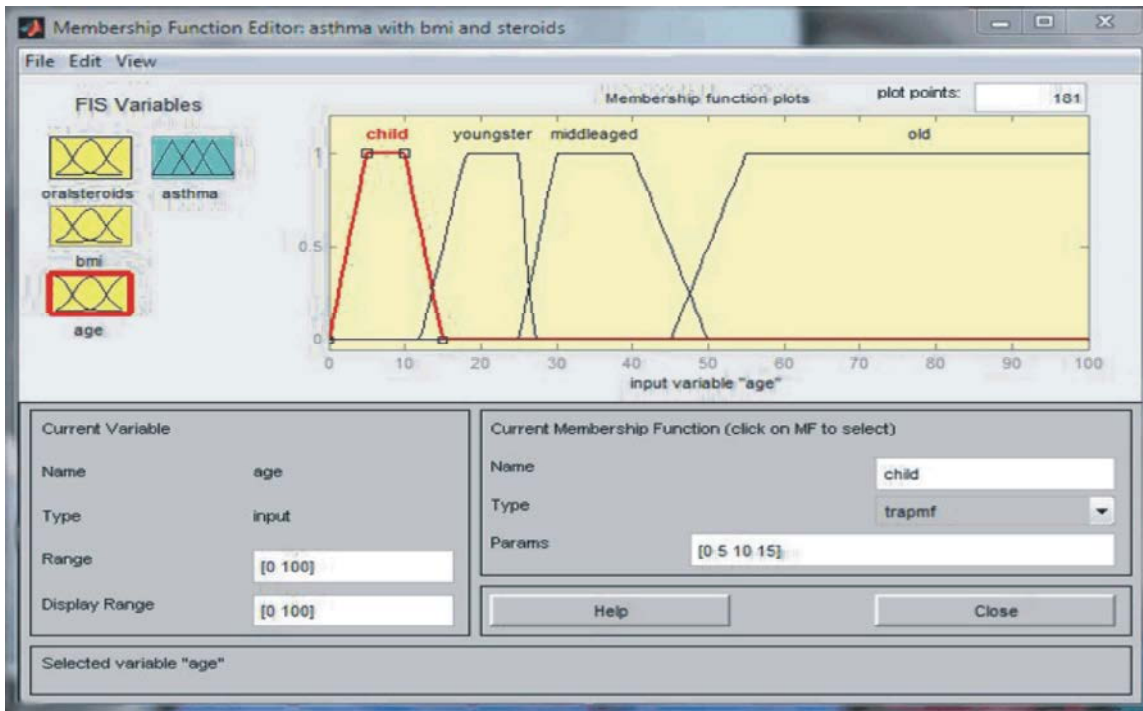 Membership Function Editor: asthma with bmi and steroids
File Edit View
FIS Variables
oralsteroids asthma
bmi
age
Membership function plots plot points: 181
child youngster middleaged old
1
0.5
0
0 10 20 30 40 50 60 70 80 90 100
input variable "age"
Current Variable
Name age
Type input
Range [0 100]
Display Range [0 100]
Current Membership Function (click on MF to select)
Name child
Type trapmf
Params [0 5 10 15]
Help Close
Selected variable "age"